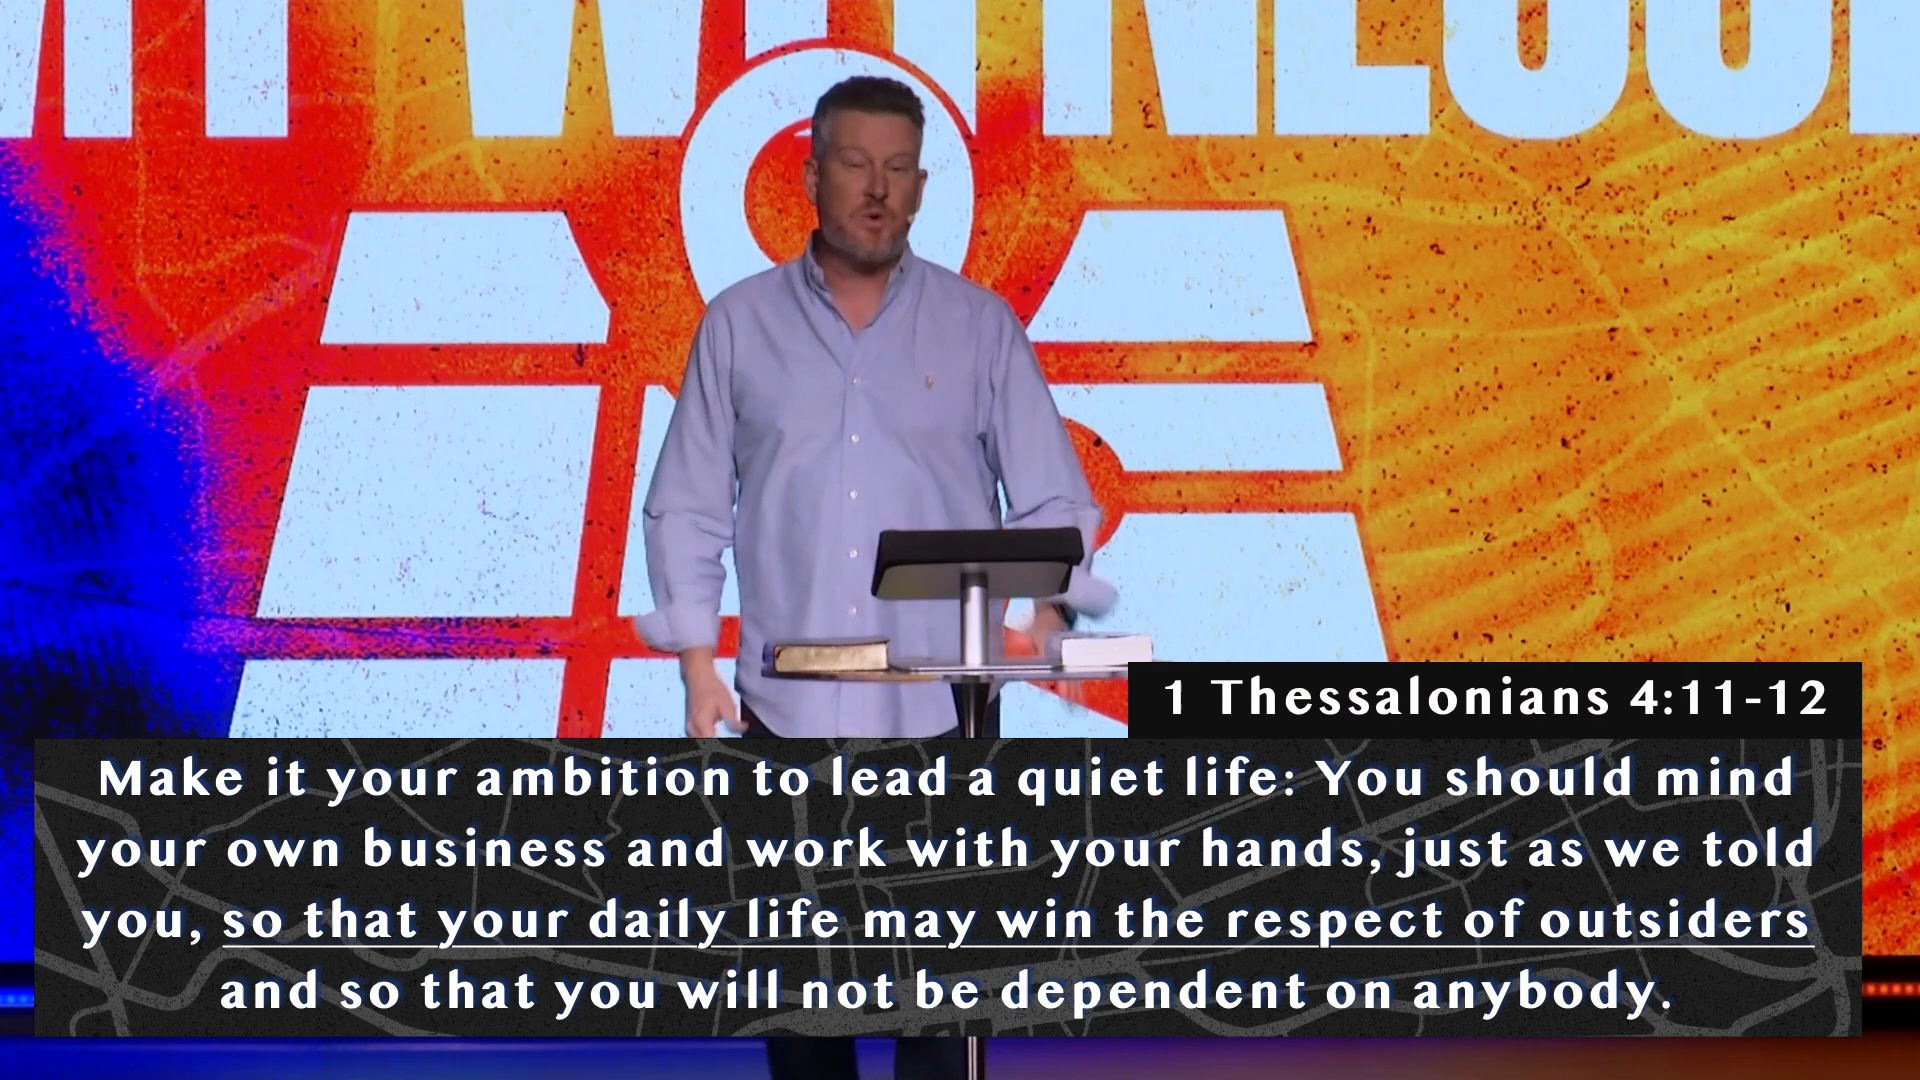 MY WITNESS
1 Thessalonians 4:11-12
Make it your ambition to lead a quiet life: You should mind
your own business and work with your hands, just as we told
you, so that your daily life may win the respect of outsiders
and so that you will not be dependent on anybody.